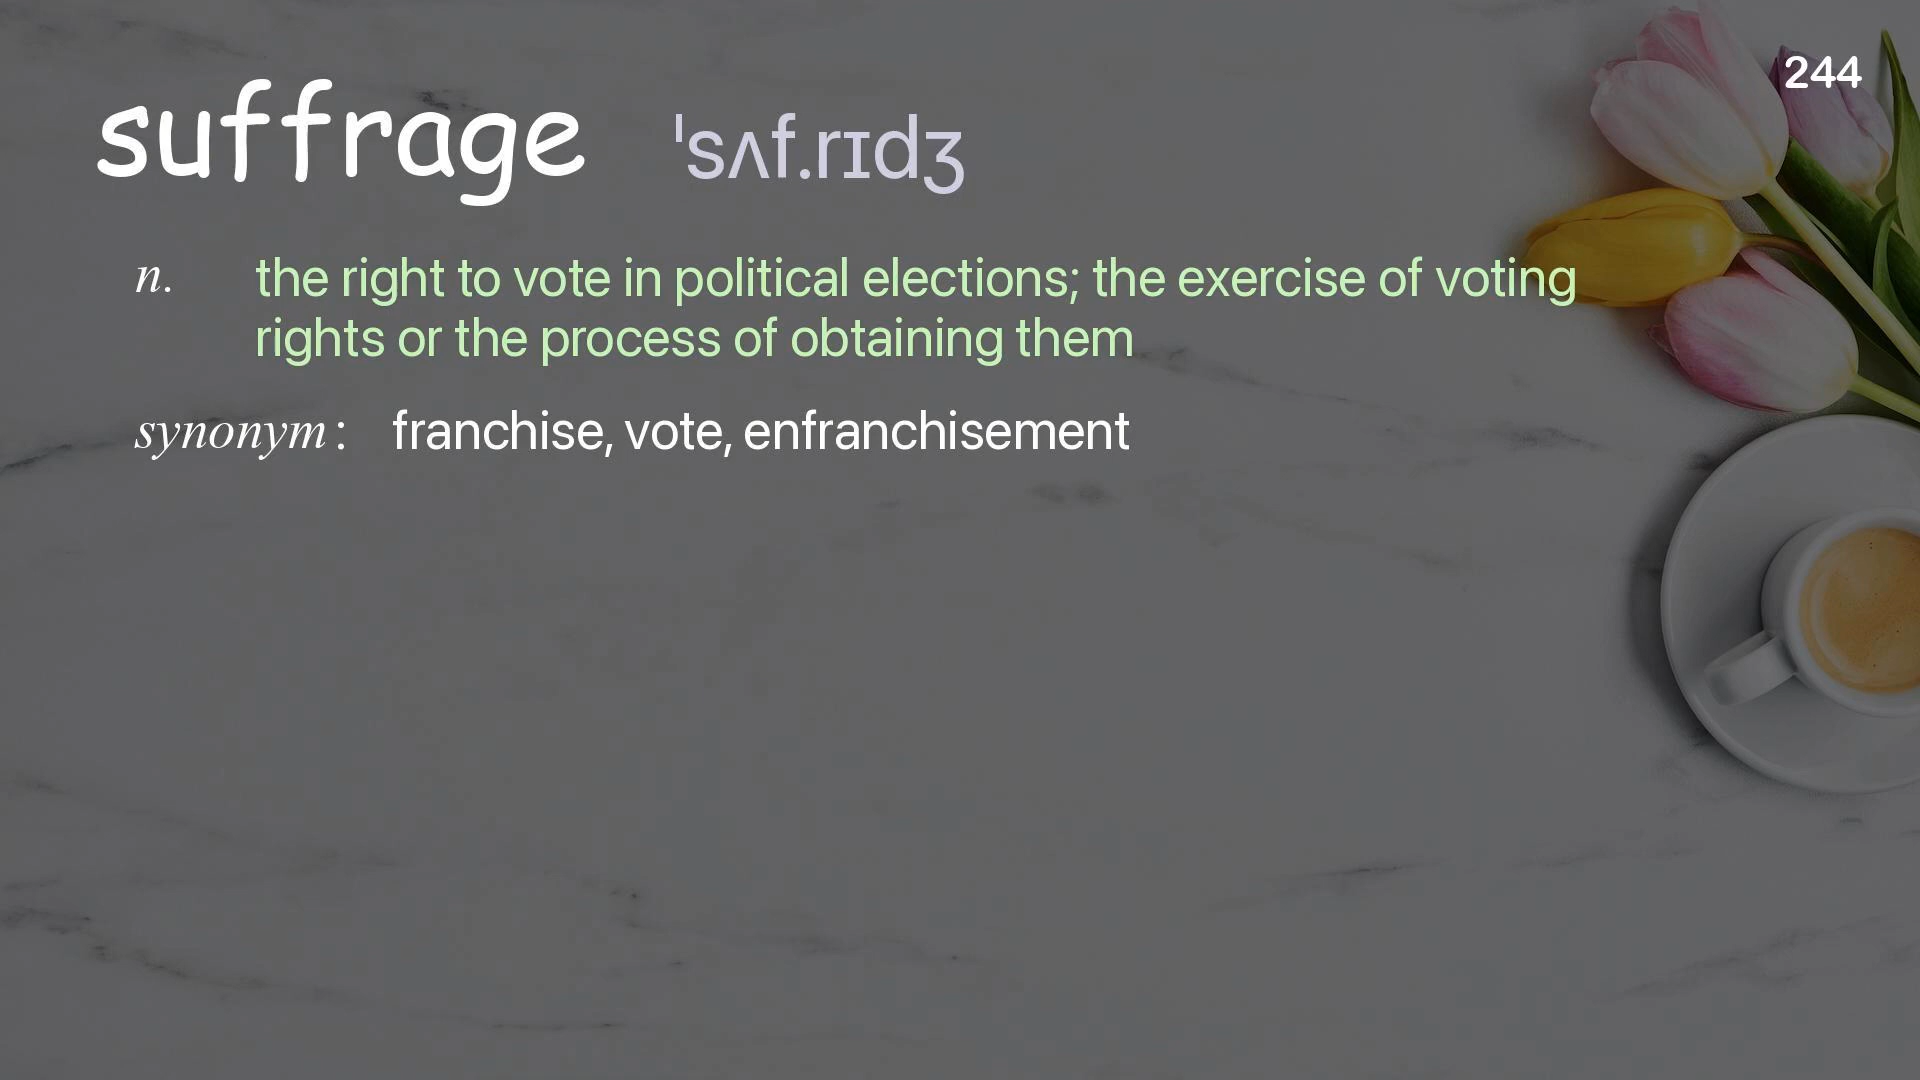 244
suffrage ˈsʌf.rɪdʒ
n. the right to vote in political elections; the exercise of voting
rights or the process of obtaining them
synonym: franchise, vote, enfranchisement